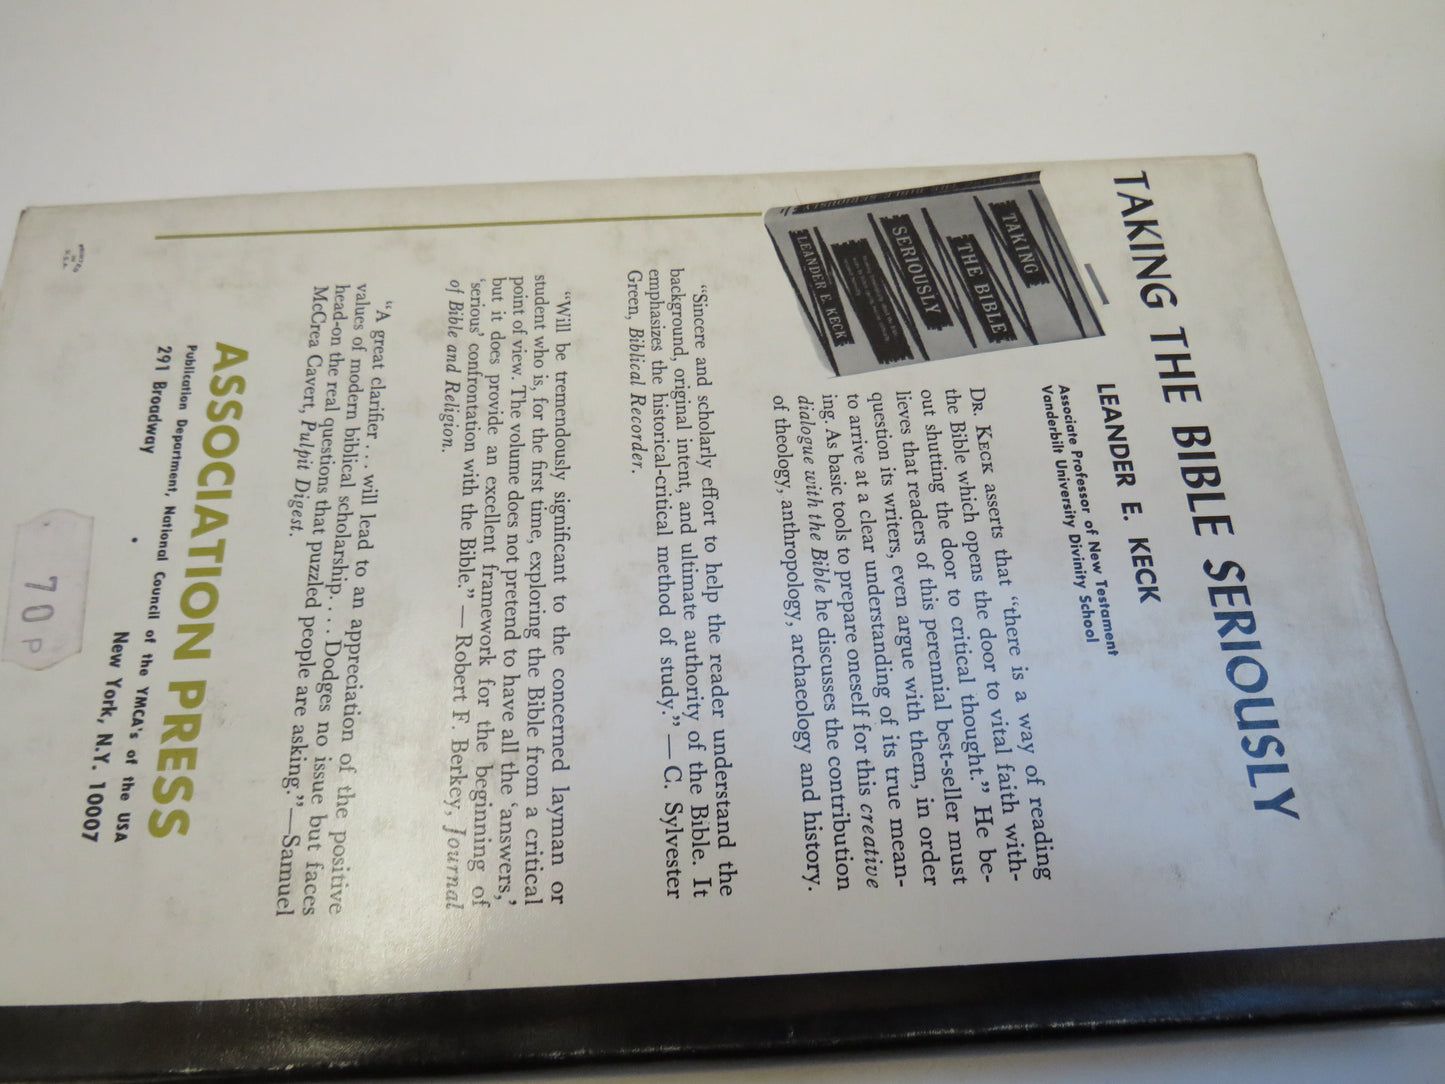 TAKING THE BIBLE SERIOUSLY
LEANDER E. KECK
Associate Professor of New Testament
Vanderbilt University Divinity School
TAKING
THE BIBLE
SERIOUSLY
LEANDER E. KECK
DR. KECK asserts that "there is a way of reading
the Bible which opens the door to vital faith with-
out shutting the door to critical thought." He be-
lieves that readers of this perennial best-seller must
question its writers, even argue with them, in order
to arrive at a clear understanding of its true mean-
ing. As basic tools to prepare oneself for this creative
dialogue with the Bible he discusses the contribution
of theology, anthropology, archaeology and history.
"Sincere and scholarly effort to help the reader understand the
background, original intent, and ultimate authority of the Bible. It
emphasizes the historical-critical method of study." — C. Sylvester
Green, Biblical Recorder.
"Will be tremendously significant to the concerned layman or
student who is, for the first time, exploring the Bible from a critical
point of view. The volume does not pretend to have all the 'answers,'
but it does provide an excellent framework for the beginning of
'serious' confrontation with the Bible." — Robert F. Berkey, Journal
of Bible and Religion.
"A great clarifier . . . will lead to an appreciation of the positive
values of modern biblical scholarship. . . . Dodges no issue but faces
head-on the real questions that puzzled people are asking."—Samuel
McCrea Cavert, Pulpit Digest.
ASSOCIATION PRESS
Publication Department, National Council of the YMCA's of the USA
291 Broadway • New York, N.Y. 10007
PRINTED
IN
U.S.A.
70 P